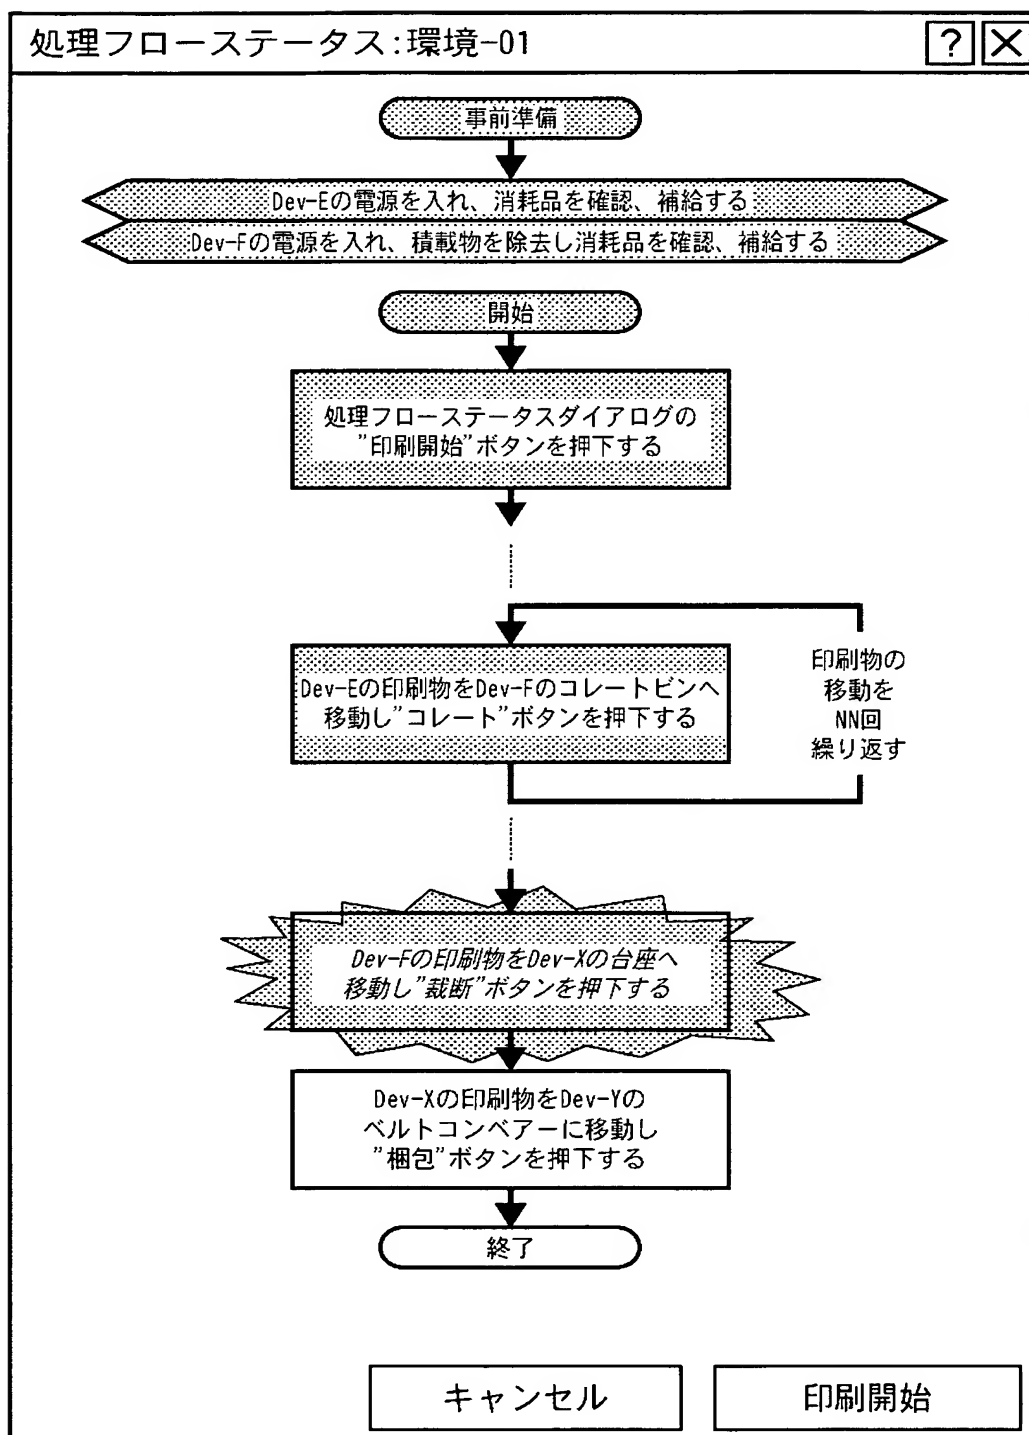 処理フローステータス:環境-01
?
×
事前準備
Dev-Eの電源を入れ、消耗品を確認、補給する
Dev-Fの電源を入れ、積載物を除去し消耗品を確認、補給する
開始
処理フローステータスダイアログの
”印刷開始”ボタンを押下する
Dev-Eの印刷物をDev-Fのコレートビンへ
移動し”コレート”ボタンを押下する
印刷物の
移動を
NN回
繰り返す
Dev-Fの印刷物をDev-Xの台座へ
移動し”裁断”ボタンを押下する
Dev-Xの印刷物をDev-Yの
ベルトコンベアーに移動し
”梱包”ボタンを押下する
終了
キャンセル
印刷開始